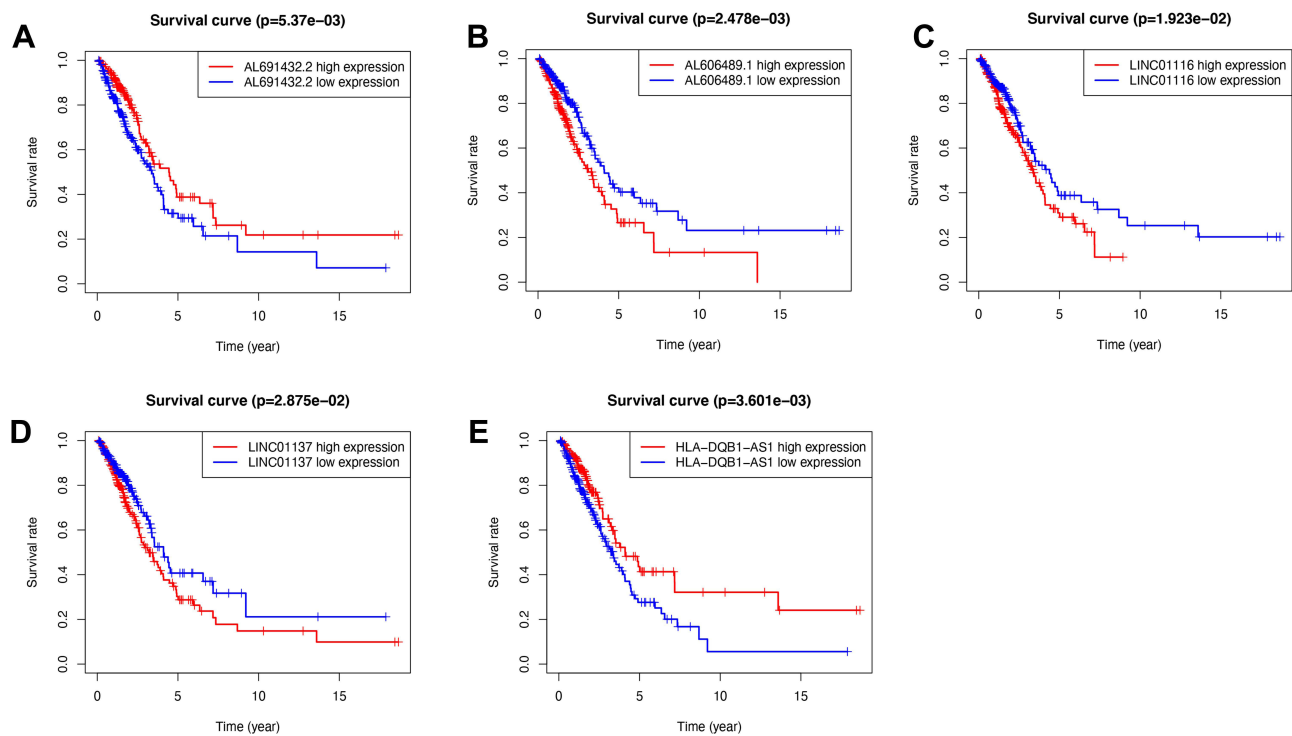 A
Survival curve (p=5.37e−03)
AL691432.2 high expression
AL691432.2 low expression
Survival rate
0.0
0.2
0.4
0.6
0.8
1.0
0
5
10
15
Time (year)
B
Survival curve (p=2.478e−03)
AL606489.1 high expression
AL606489.1 low expression
Survival rate
0.0
0.2
0.4
0.6
0.8
1.0
0
5
10
15
Time (year)
C
Survival curve (p=1.923e−02)
LINC01116 high expression
LINC01116 low expression
Survival rate
0.0
0.2
0.4
0.6
0.8
1.0
0
5
10
15
Time (year)
D
Survival curve (p=2.875e−02)
LINC01137 high expression
LINC01137 low expression
Survival rate
0.0
0.2
0.4
0.6
0.8
1.0
0
5
10
15
Time (year)
E
Survival curve (p=3.601e−03)
HLA−DQB1−AS1 high expression
HLA−DQB1−AS1 low expression
Survival rate
0.0
0.2
0.4
0.6
0.8
1.0
0
5
10
15
Time (year)